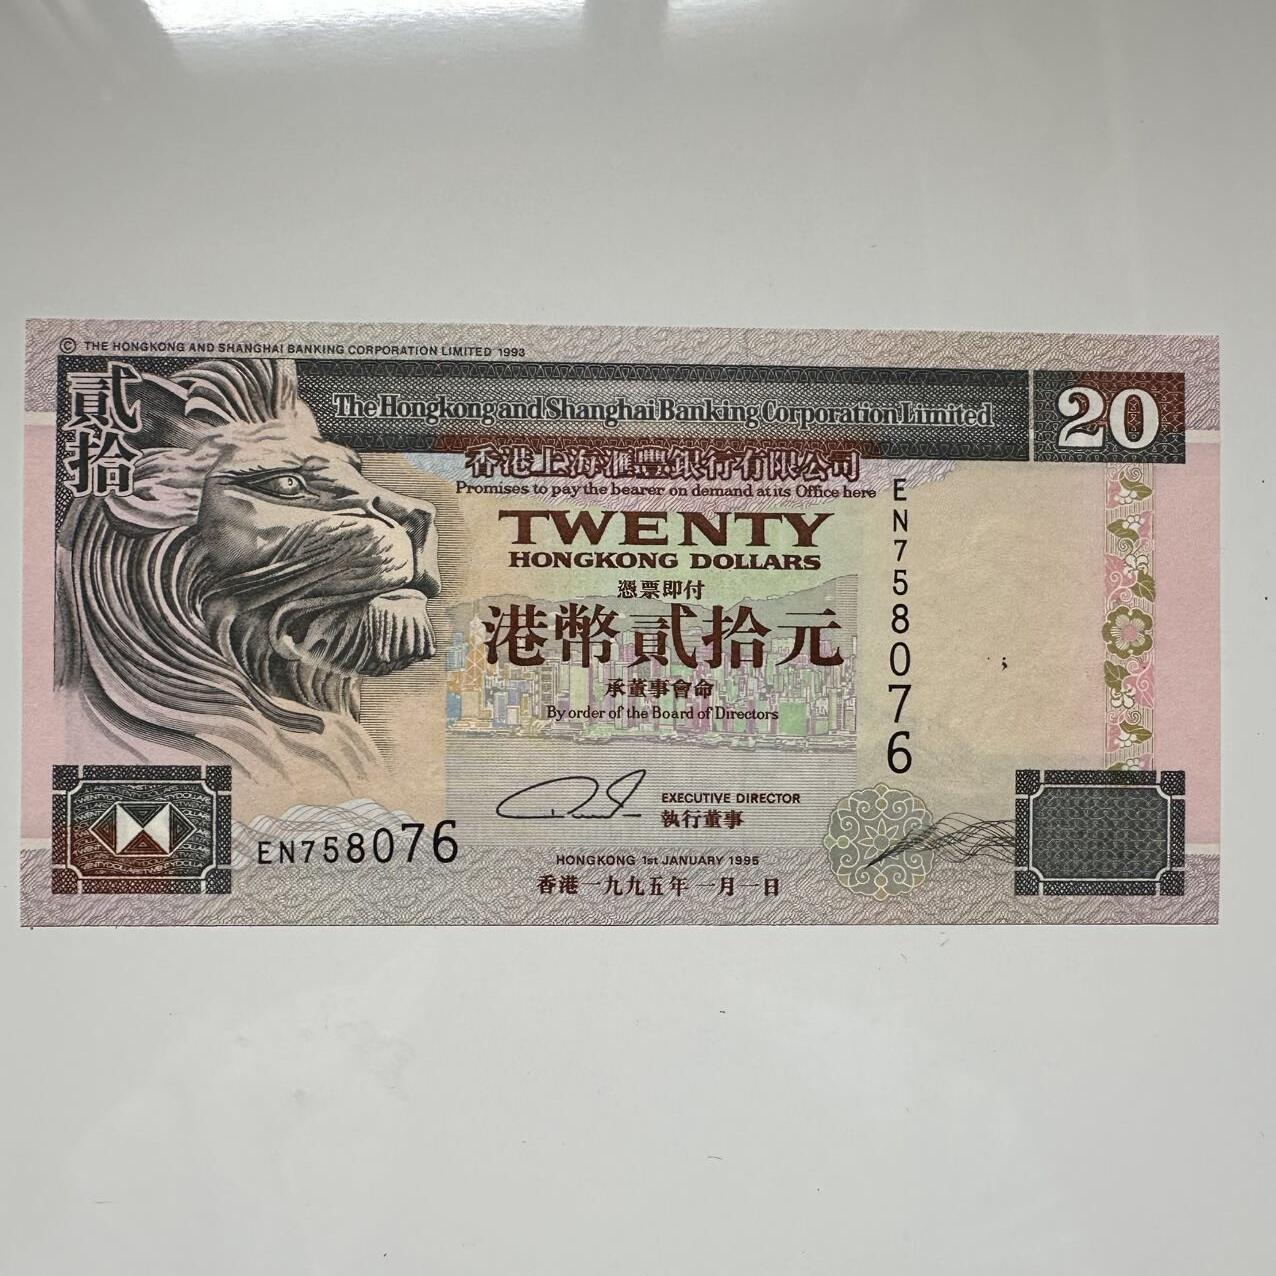 © THE HONGKONG AND SHANGHAI BANKING CORPORATION LIMITED 1993
貳拾
The Hongkong and Shanghai Banking Corporation Limited
20
香港上海滙豐銀行有限公司
Promises to pay the bearer on demand at its Office here
EN758076
TWENTY
HONGKONG DOLLARS
憑票即付
港幣貳拾元
承董事會命
By order of the Board of Directors
EXECUTIVE DIRECTOR
執行董事
EN758076
HONGKONG 1st JANUARY 1995
香港一九九五年一月一日